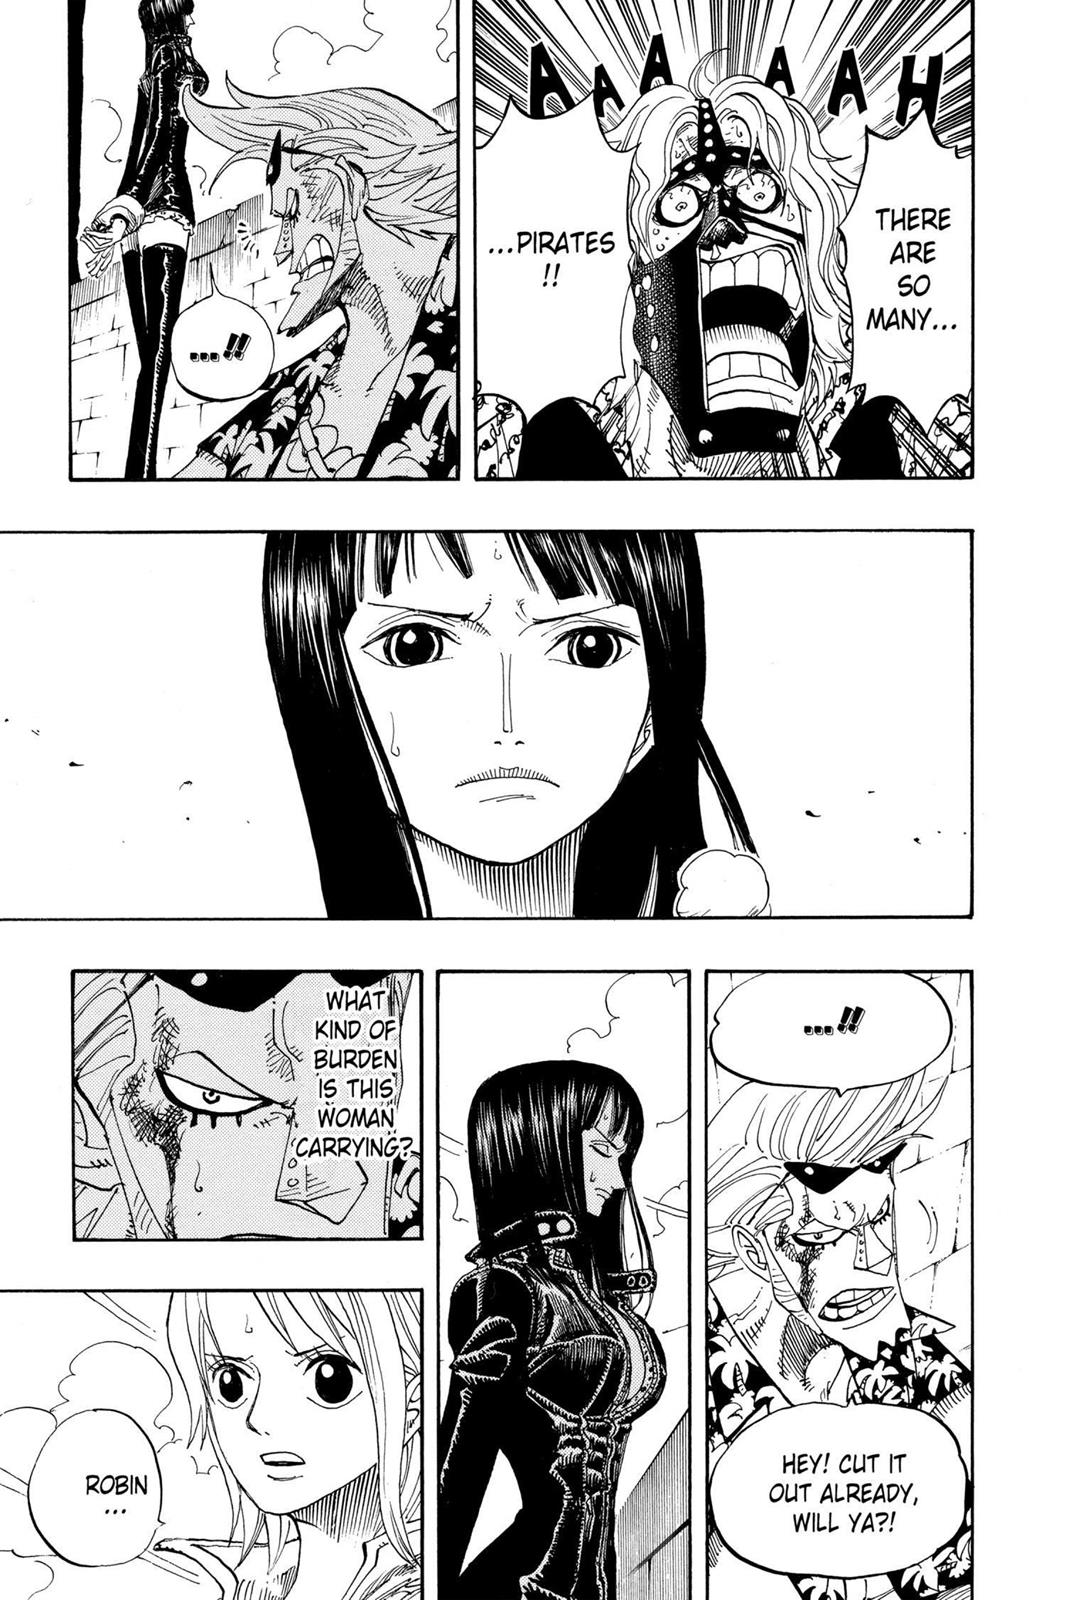 AAAAAAH
THERE
ARE
SO
MANY...
...PIRATES
!!
...!!
...!!
HEY! CUT IT
OUT ALREADY,
WILL YA?!
WHAT
KIND OF
BURDEN
IS THIS
WOMAN
CARRYING?
ROBIN
...